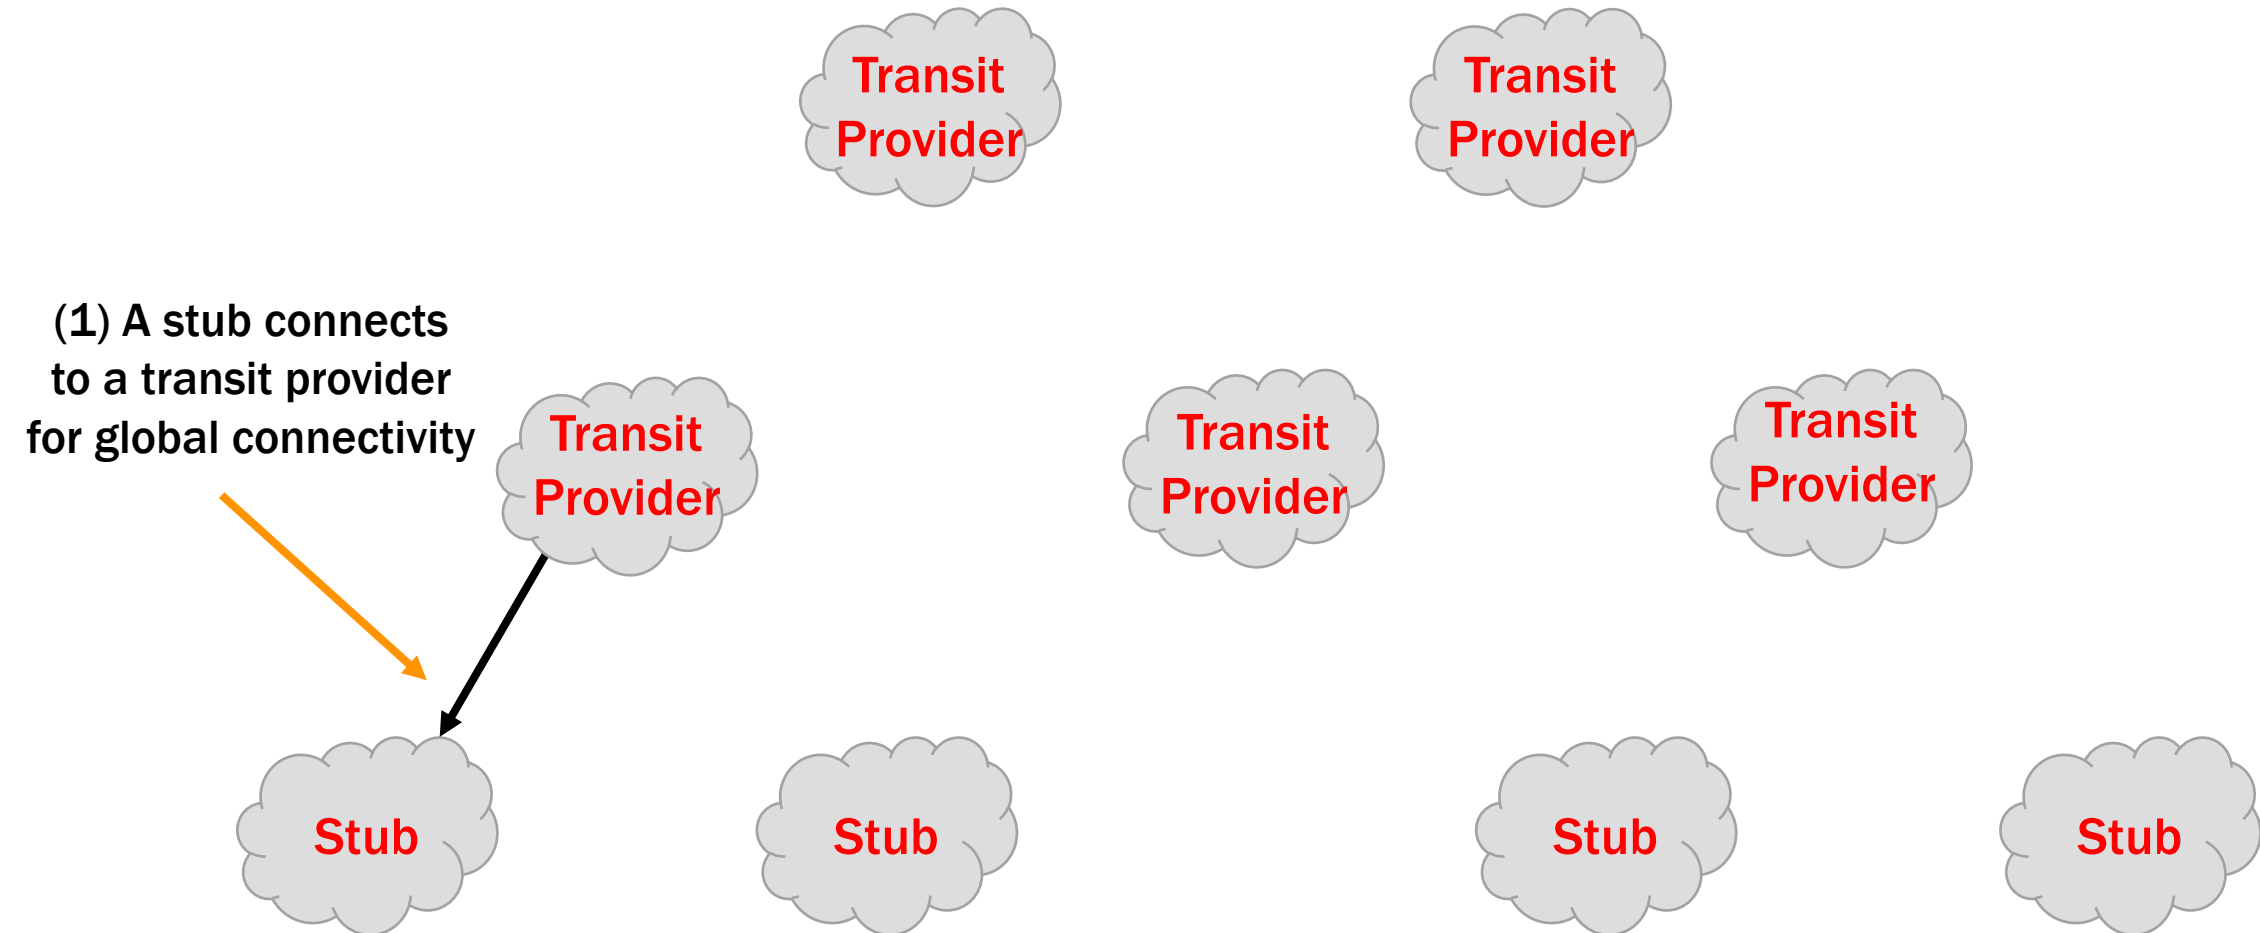 Transit
Provider
Transit
Provider
(1) A stub connects
to a transit provider
for global connectivity
Transit
Provider
Transit
Provider
Transit
Provider
Stub
Stub
Stub
Stub